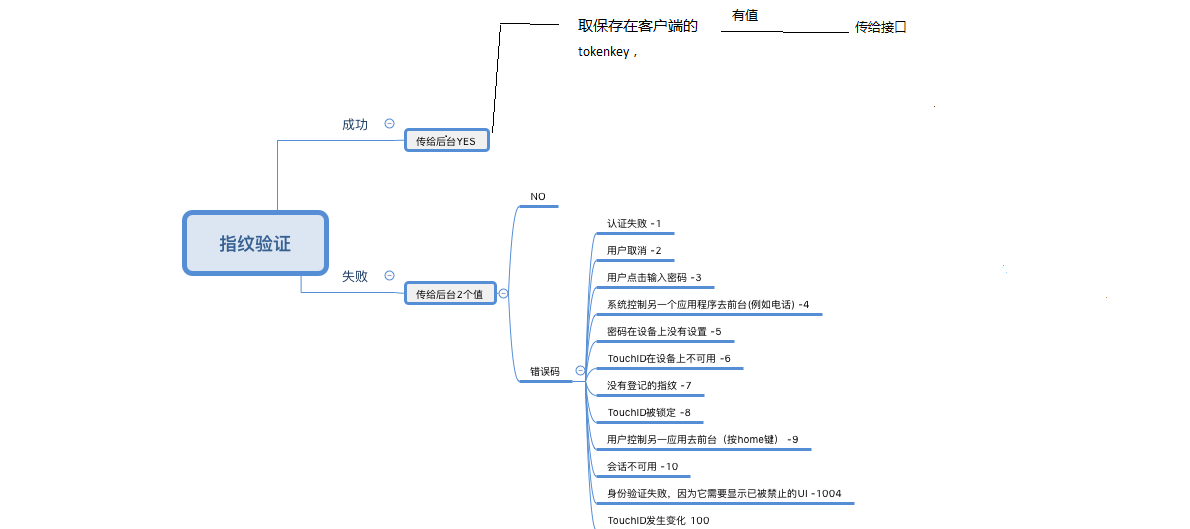 有值
取保存在客户端的
传给接口
tokenkey，
成功
传给后台YES
NO
认证失败 -1
指纹验证
用户取消 -2
失败
用户点击输入密码 -3
传给后台2个值
系统控制另一个应用程序去前台(例如电话) -4
密码在设备上没有设置 -5
TouchID在设备上不可用 -6
错误码
没有登记的指纹 -7
TouchID被锁定 -8
用户控制另一应用去前台（按home键） -9
会话不可用 -10
身份验证失败，因为它需要显示已被禁止的UI -1004
TouchID发生变化 100